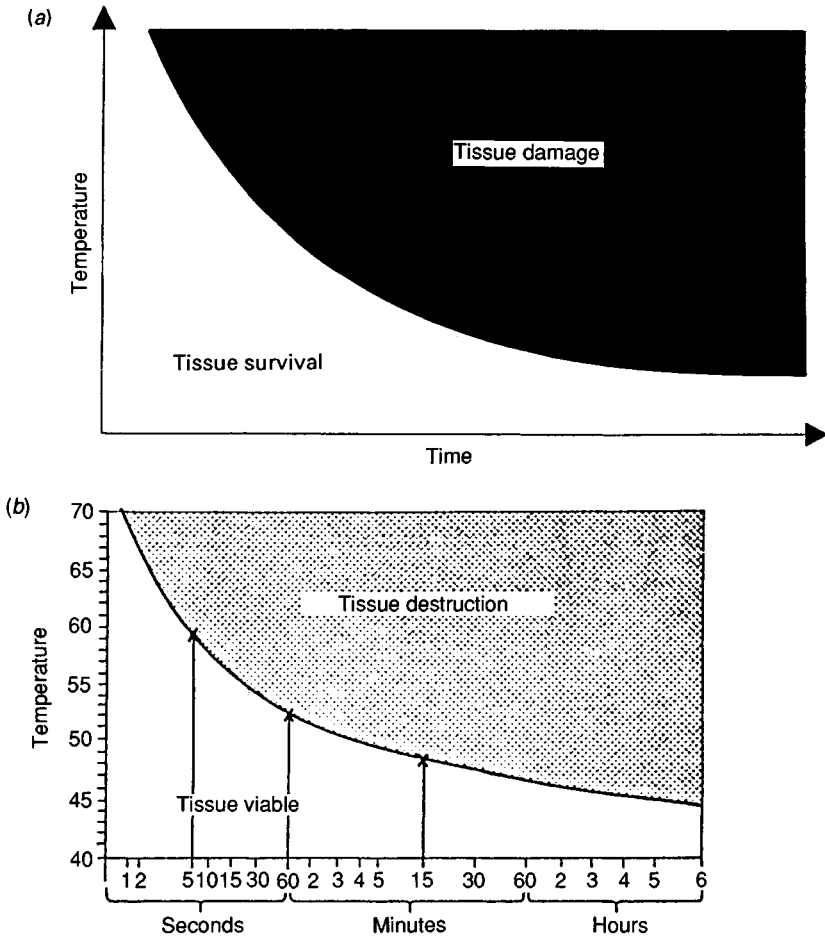 (a)
Temperature
Tissue damage
Tissue survival
Time
(b)
Temperature
70
65
60
55
50
45
40
Tissue destruction
Tissue viable
1 2 5 10 15 30 60 2 3 4 5 15 30 60 2 3 4 5 6
Seconds Minutes Hours